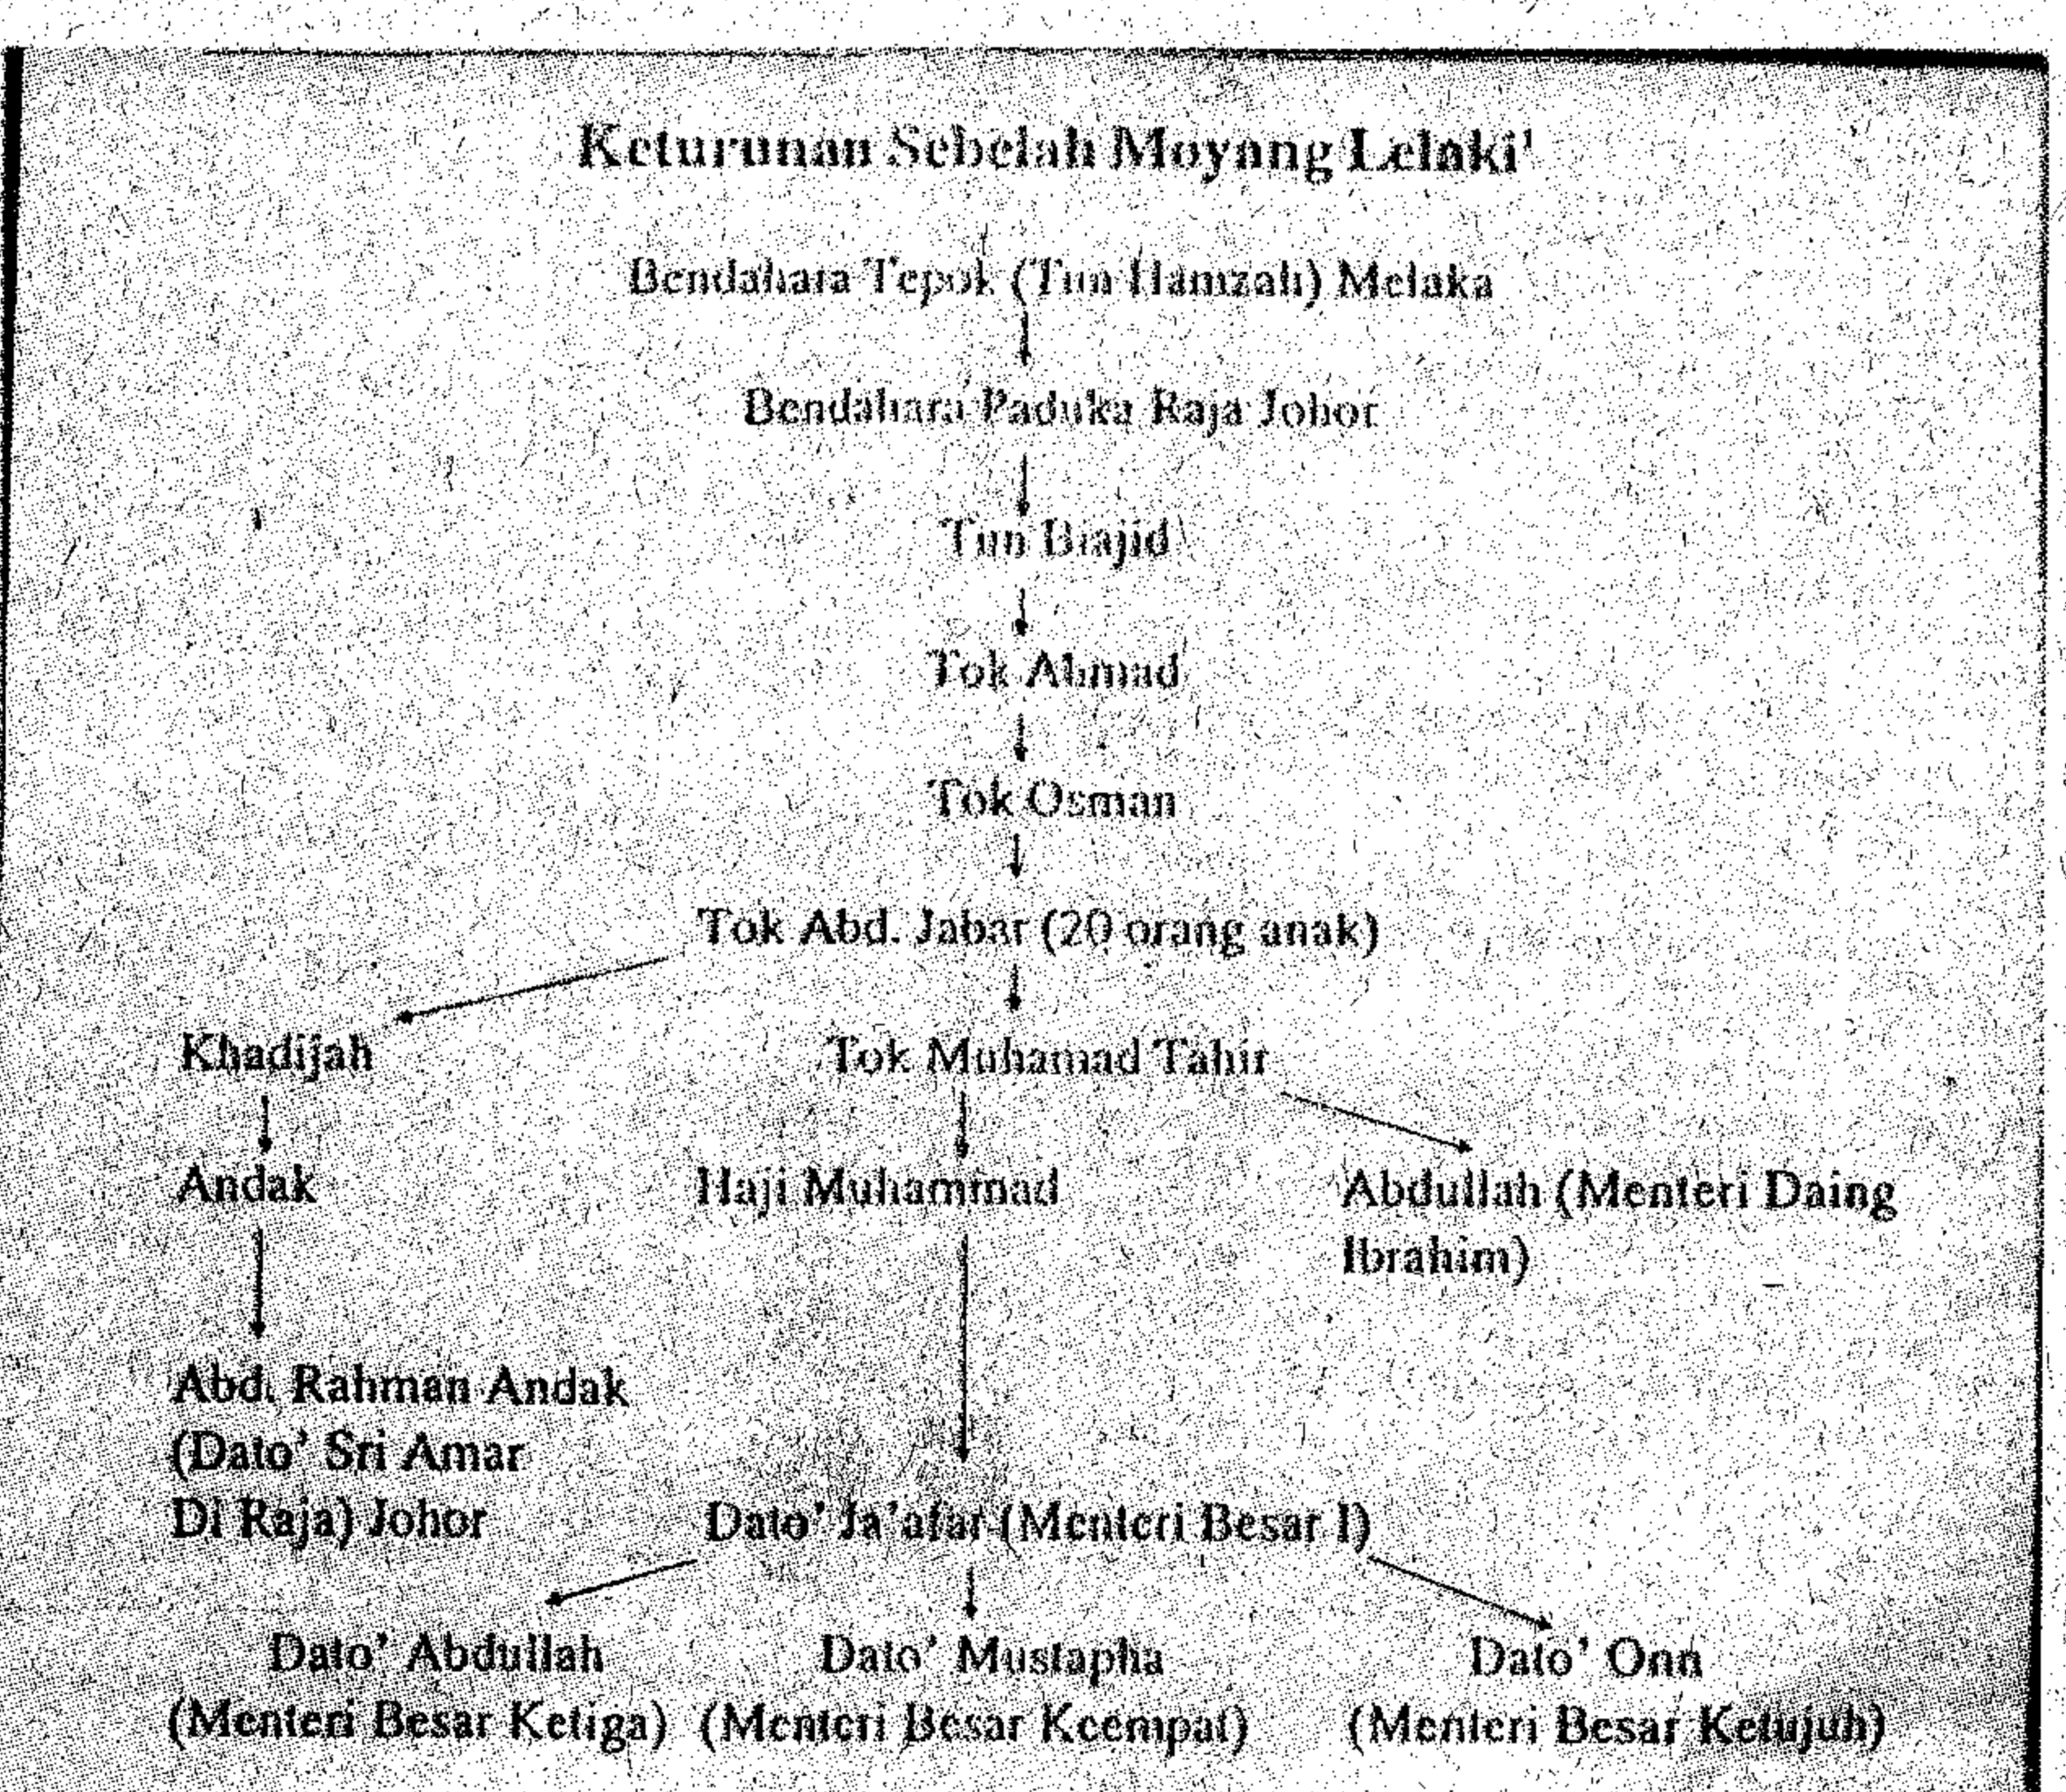 Keturunan Sebelah Moyang Lelaki¹
Bendahara Tepok (Tun Hamzah) Melaka
Bendahara Paduka Raja Johor
Tun Biajid
Tok Ahmad
Tok Osman
Tok Abd. Jabar (20 orang anak)
Khadijah
Tok Muhamad Tahir
Andak
Haji Muhammad
Abdullah (Menteri Daing
Ibrahim)
Abd. Rahman Andak
(Dato' Sri Amar
Di Raja) Johor
Dato' Ja'afar (Menteri Besar I)
Dato' Abdullah
(Menteri Besar Ketiga)
Dato' Mustapha
(Menteri Besar Keempat)
Dato' Onn
(Menteri Besar Ketujuh)